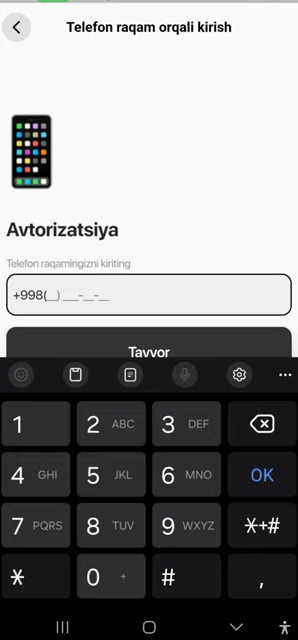 Telefon raqam orqali kirish
Avtorizatsiya
Telefon raqamingizni kiriting
+998(__) ___-__-__
Tayyor
1
2 ABC
3 DEF
4 GHI
5 JKL
6 MNO
OK
7 PQRS
8 TUV
9 WXYZ
*+#
*
0 +
#
,